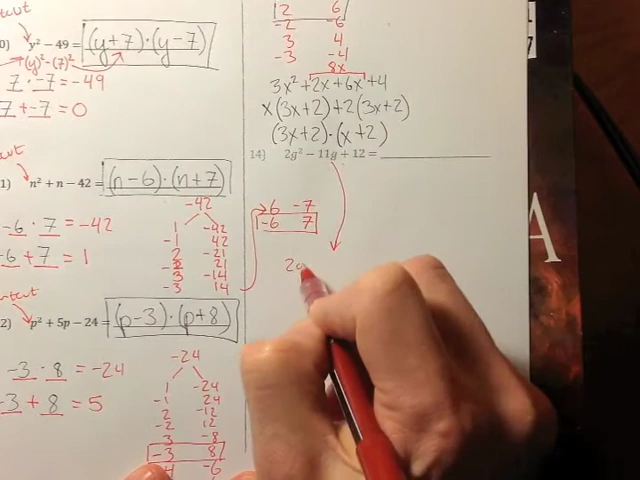 0) y² − 49 = (y+7)·(y−7)
(y)² - (7)²
7 · -7 = -49
7 + -7 = 0
1) n² + n − 42 = (n−6)·(n+7)
-6 · 7 = -42
-6 + 7 = 1
-42
1 -42
-1 42
2 -21
-2 21
3 -14
-3 14
2) p² + 5p − 24 = (p−3)·(p+8)
-3 · 8 = -24
-3 + 8 = 5
-24
1 -24
-1 24
2 -12
-2 12
3 -8
-3 8
4 -6
2 6
-2 -6
3 4
-3 -4
8x
3x² + 2x + 6x + 4
x(3x+2) + 2(3x+2)
(3x+2)·(x+2)
14) 2g² − 11g + 12 =
6 -7
-6 7